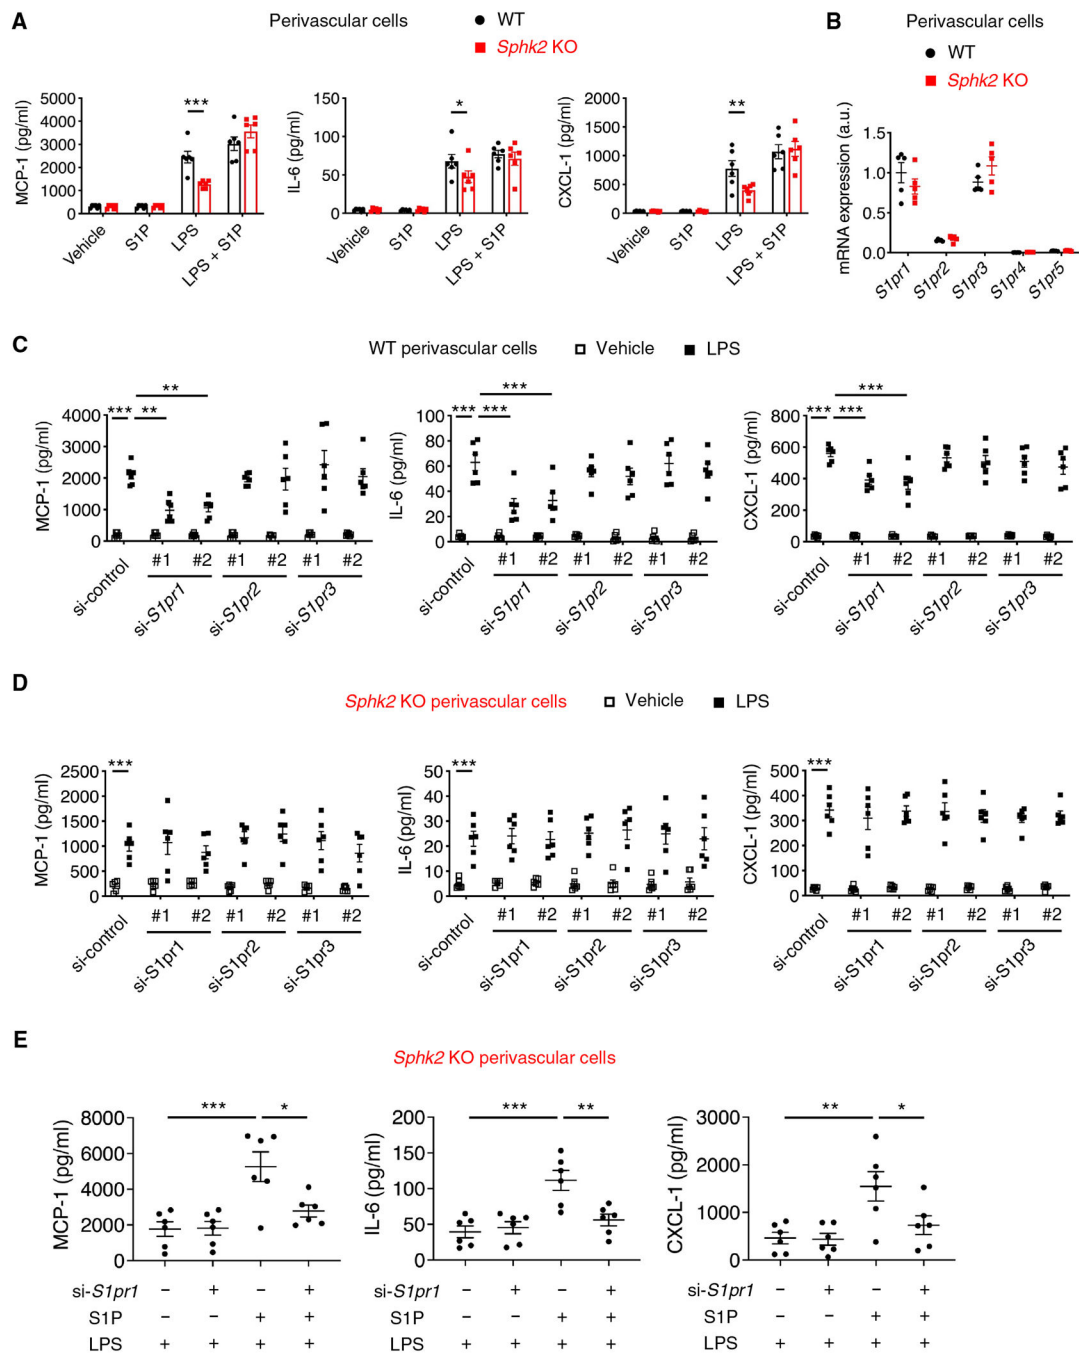 A
Perivascular cells
WT
Sphk2 KO
MCP-1 (pg/ml)
5000
4000
3000
2000
1000
0
***
Vehicle
S1P
LPS
LPS + S1P
IL-6 (pg/ml)
150
100
50
0
*
Vehicle
S1P
LPS
LPS + S1P
CXCL-1 (pg/ml)
2000
1500
1000
500
0
**
Vehicle
S1P
LPS
LPS + S1P
B
Perivascular cells
WT
Sphk2 KO
mRNA expression (a.u.)
1.5
1.0
0.5
0.0
S1pr1
S1pr2
S1pr3
S1pr4
S1pr5
C
WT perivascular cells
Vehicle
LPS
MCP-1 (pg/ml)
4000
3000
2000
1000
0
**
*** **
#1 #2 #1 #2 #1 #2
si-control
si-S1pr1
si-S1pr2
si-S1pr3
IL-6 (pg/ml)
100
80
60
40
20
0
***
*** ***
#1 #2 #1 #2 #1 #2
si-control
si-S1pr1
si-S1pr2
si-S1pr3
CXCL-1 (pg/ml)
800
600
400
200
0
***
*** ***
#1 #2 #1 #2 #1 #2
si-control
si-S1pr1
si-S1pr2
si-S1pr3
D
Sphk2 KO perivascular cells
Vehicle
LPS
MCP-1 (pg/ml)
2500
2000
1500
1000
500
0
***
#1 #2 #1 #2 #1 #2
si-control
si-S1pr1
si-S1pr2
si-S1pr3
IL-6 (pg/ml)
50
40
30
20
10
0
***
#1 #2 #1 #2 #1 #2
si-control
si-S1pr1
si-S1pr2
si-S1pr3
CXCL-1 (pg/ml)
500
400
300
200
100
0
***
#1 #2 #1 #2 #1 #2
si-control
si-S1pr1
si-S1pr2
si-S1pr3
E
Sphk2 KO perivascular cells
MCP-1 (pg/ml)
8000
6000
4000
2000
0
*** *
si-S1pr1 – + – +
S1P – – + +
LPS + + + +
IL-6 (pg/ml)
200
150
100
50
0
*** **
si-S1pr1 – + – +
S1P – – + +
LPS + + + +
CXCL-1 (pg/ml)
3000
2000
1000
0
** *
si-S1pr1 – + – +
S1P – – + +
LPS + + + +